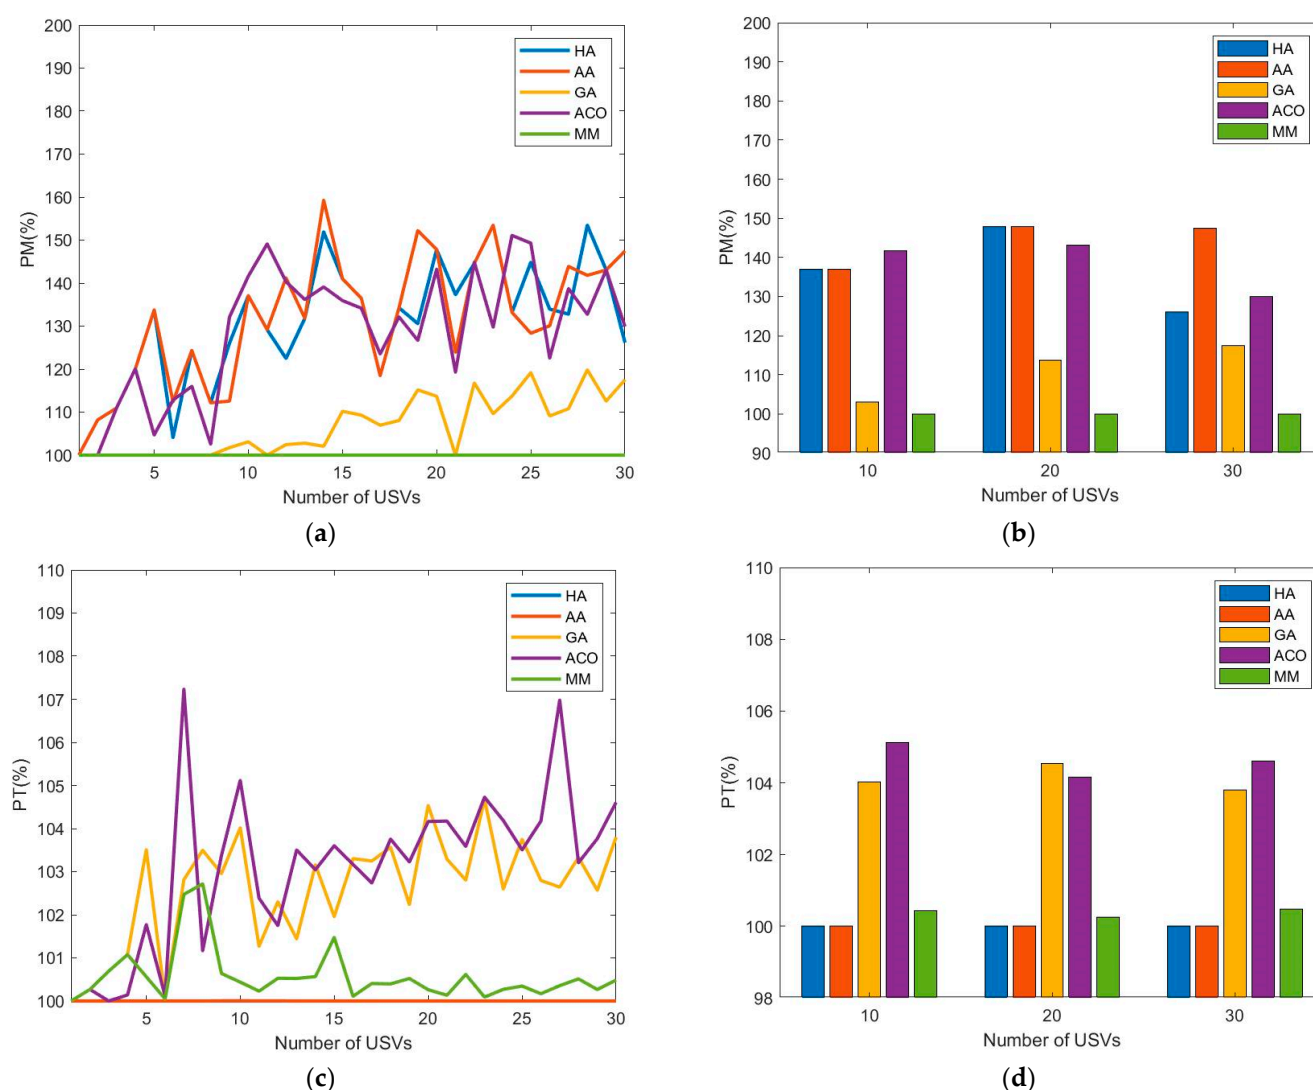 200
190
180
170
160
150
140
130
120
110
100
PM(%)
HA
AA
GA
ACO
MM
5 10 15 20 25 30
Number of USVs
(a)
200
190
180
170
160
150
140
130
120
110
100
90
PM(%)
HA
AA
GA
ACO
MM
10 20 30
Number of USVs
(b)
110
109
108
107
106
105
104
103
102
101
100
PT(%)
HA
AA
GA
ACO
MM
5 10 15 20 25 30
Number of USVs
(c)
110
108
106
104
102
100
98
PT(%)
HA
AA
GA
ACO
MM
10 20 30
Number of USVs
(d)